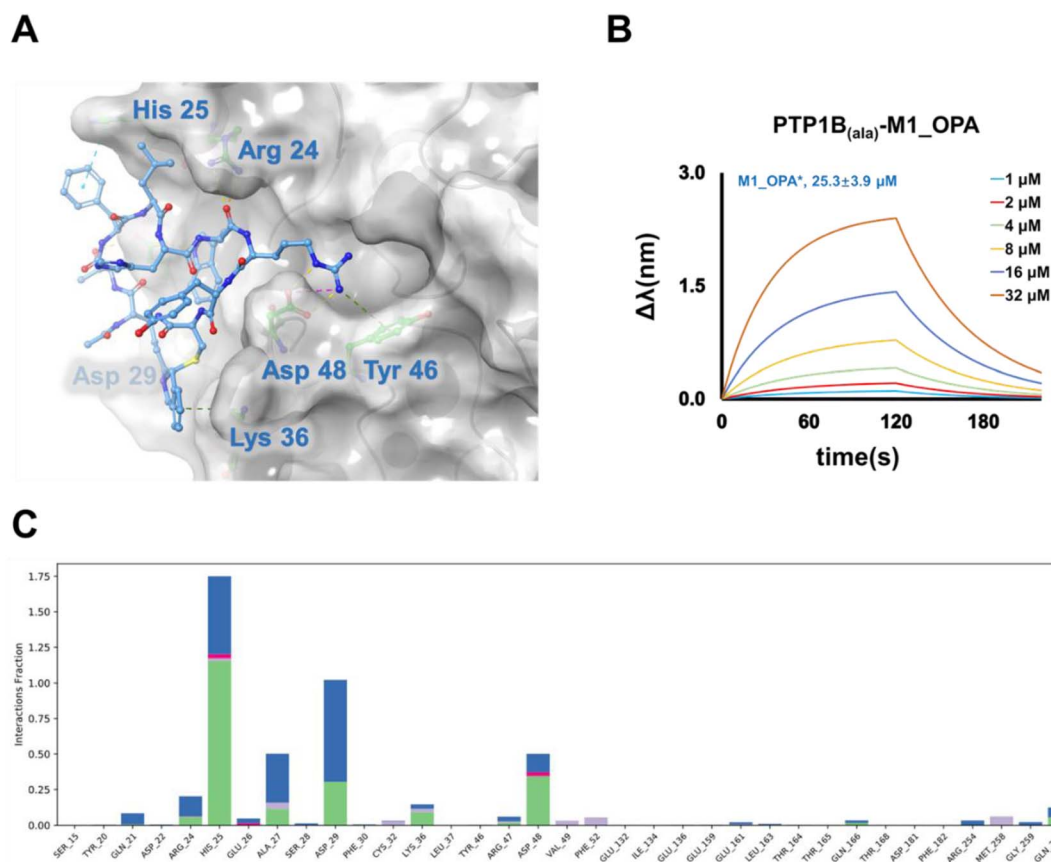 A
His 25
Arg 24
Asp 29
Asp 48
Tyr 46
Lys 36
B
PTP1B(ala)-M1_OPA
M1_OPA*, 25.3±3.9 μM
1 μM
2 μM
4 μM
8 μM
16 μM
32 μM
3.0
1.5
0.0
Δλ(nm)
0
60
120
180
time(s)
C
1.75
1.50
1.25
1.00
0.75
0.50
0.25
0.00
Interactions Fraction
SER_15
TYR_20
GLN_21
ASP_22
ARG_24
HIS_25
GLU_26
ALA_27
SER_28
ASP_29
PHE_30
CYS_32
LYS_36
LEU_37
TYR_46
ARG_47
ASP_48
VAL_49
PHE_52
GLU_132
ILE_134
GLU_136
GLU_159
GLU_161
LEU_163
THR_164
THR_165
GLN_166
THR_168
ASP_181
PHE_182
ARG_254
MET_258
GLY_259